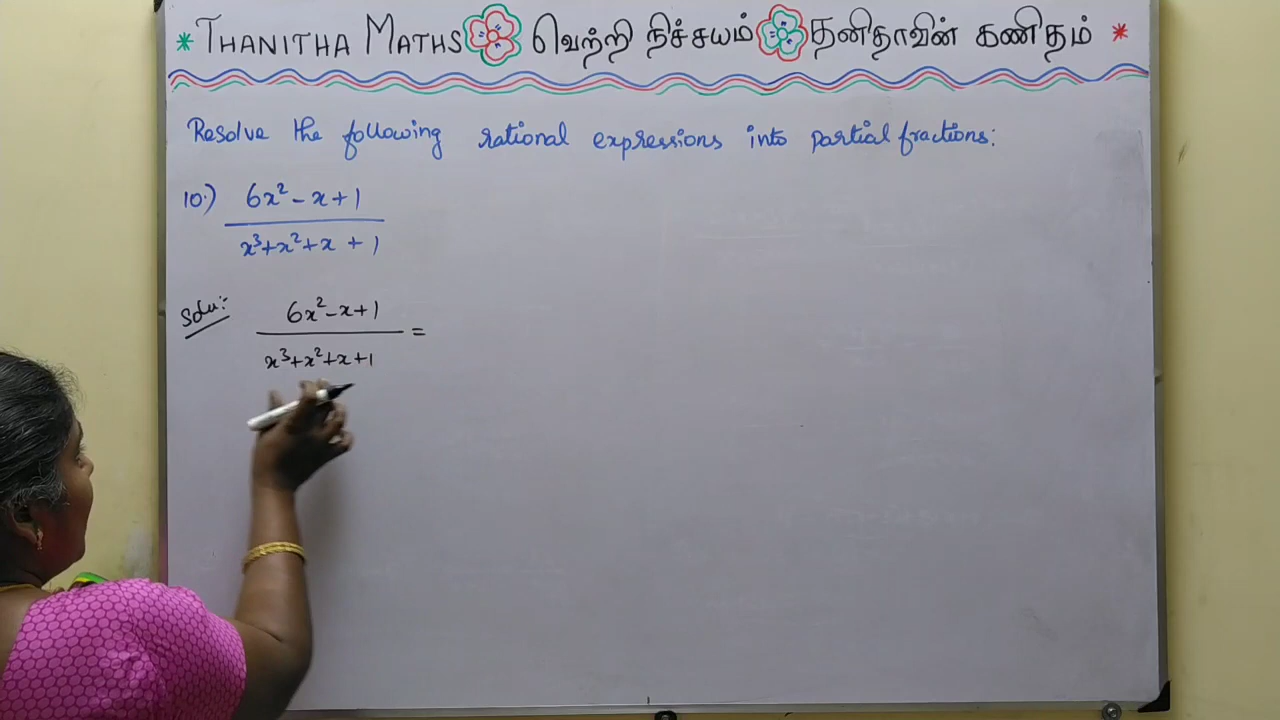 * THANITHA MATHS வெற்றி நிச்சயம் தனிதாவின் கணிதம் *
Resolve the following rational expressions into partial fractions:
10.) 6x² - x + 1
x³ + x² + x + 1
Solu:- 6x² - x + 1
x³ + x² + x + 1 =